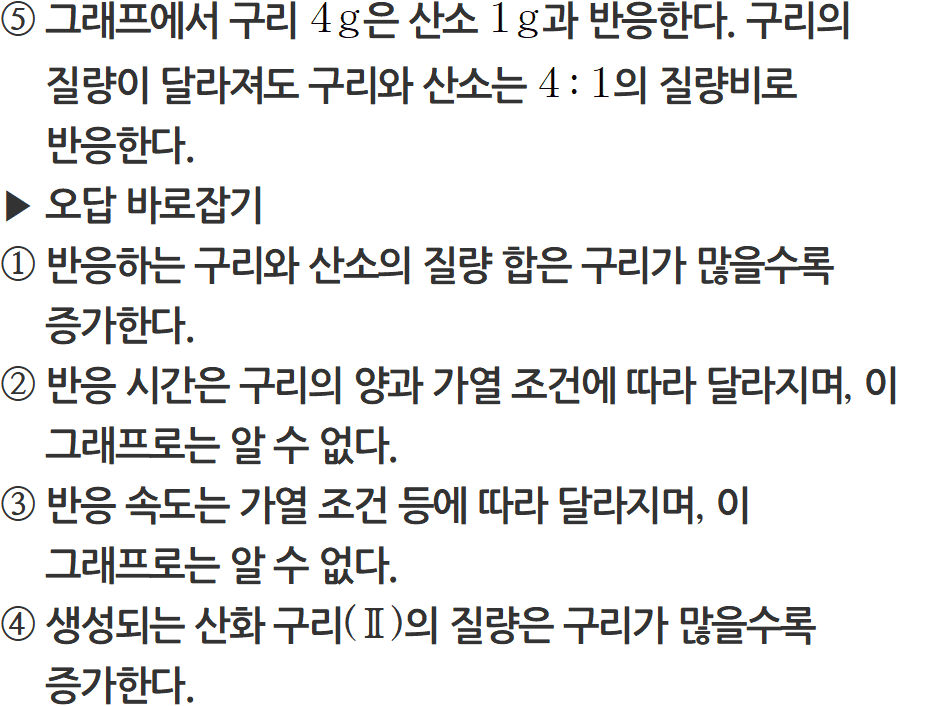 ⑤ 그래프에서 구리 4g은 산소 1g과 반응한다. 구리의
질량이 달라져도 구리와 산소는 4 : 1의 질량비로
반응한다.
▶ 오답 바로잡기
① 반응하는 구리와 산소의 질량 합은 구리가 많을수록
증가한다.
② 반응 시간은 구리의 양과 가열 조건에 따라 달라지며, 이
그래프로는 알 수 없다.
③ 반응 속도는 가열 조건 등에 따라 달라지며, 이
그래프로는 알 수 없다.
④ 생성되는 산화 구리(Ⅱ)의 질량은 구리가 많을수록
증가한다.